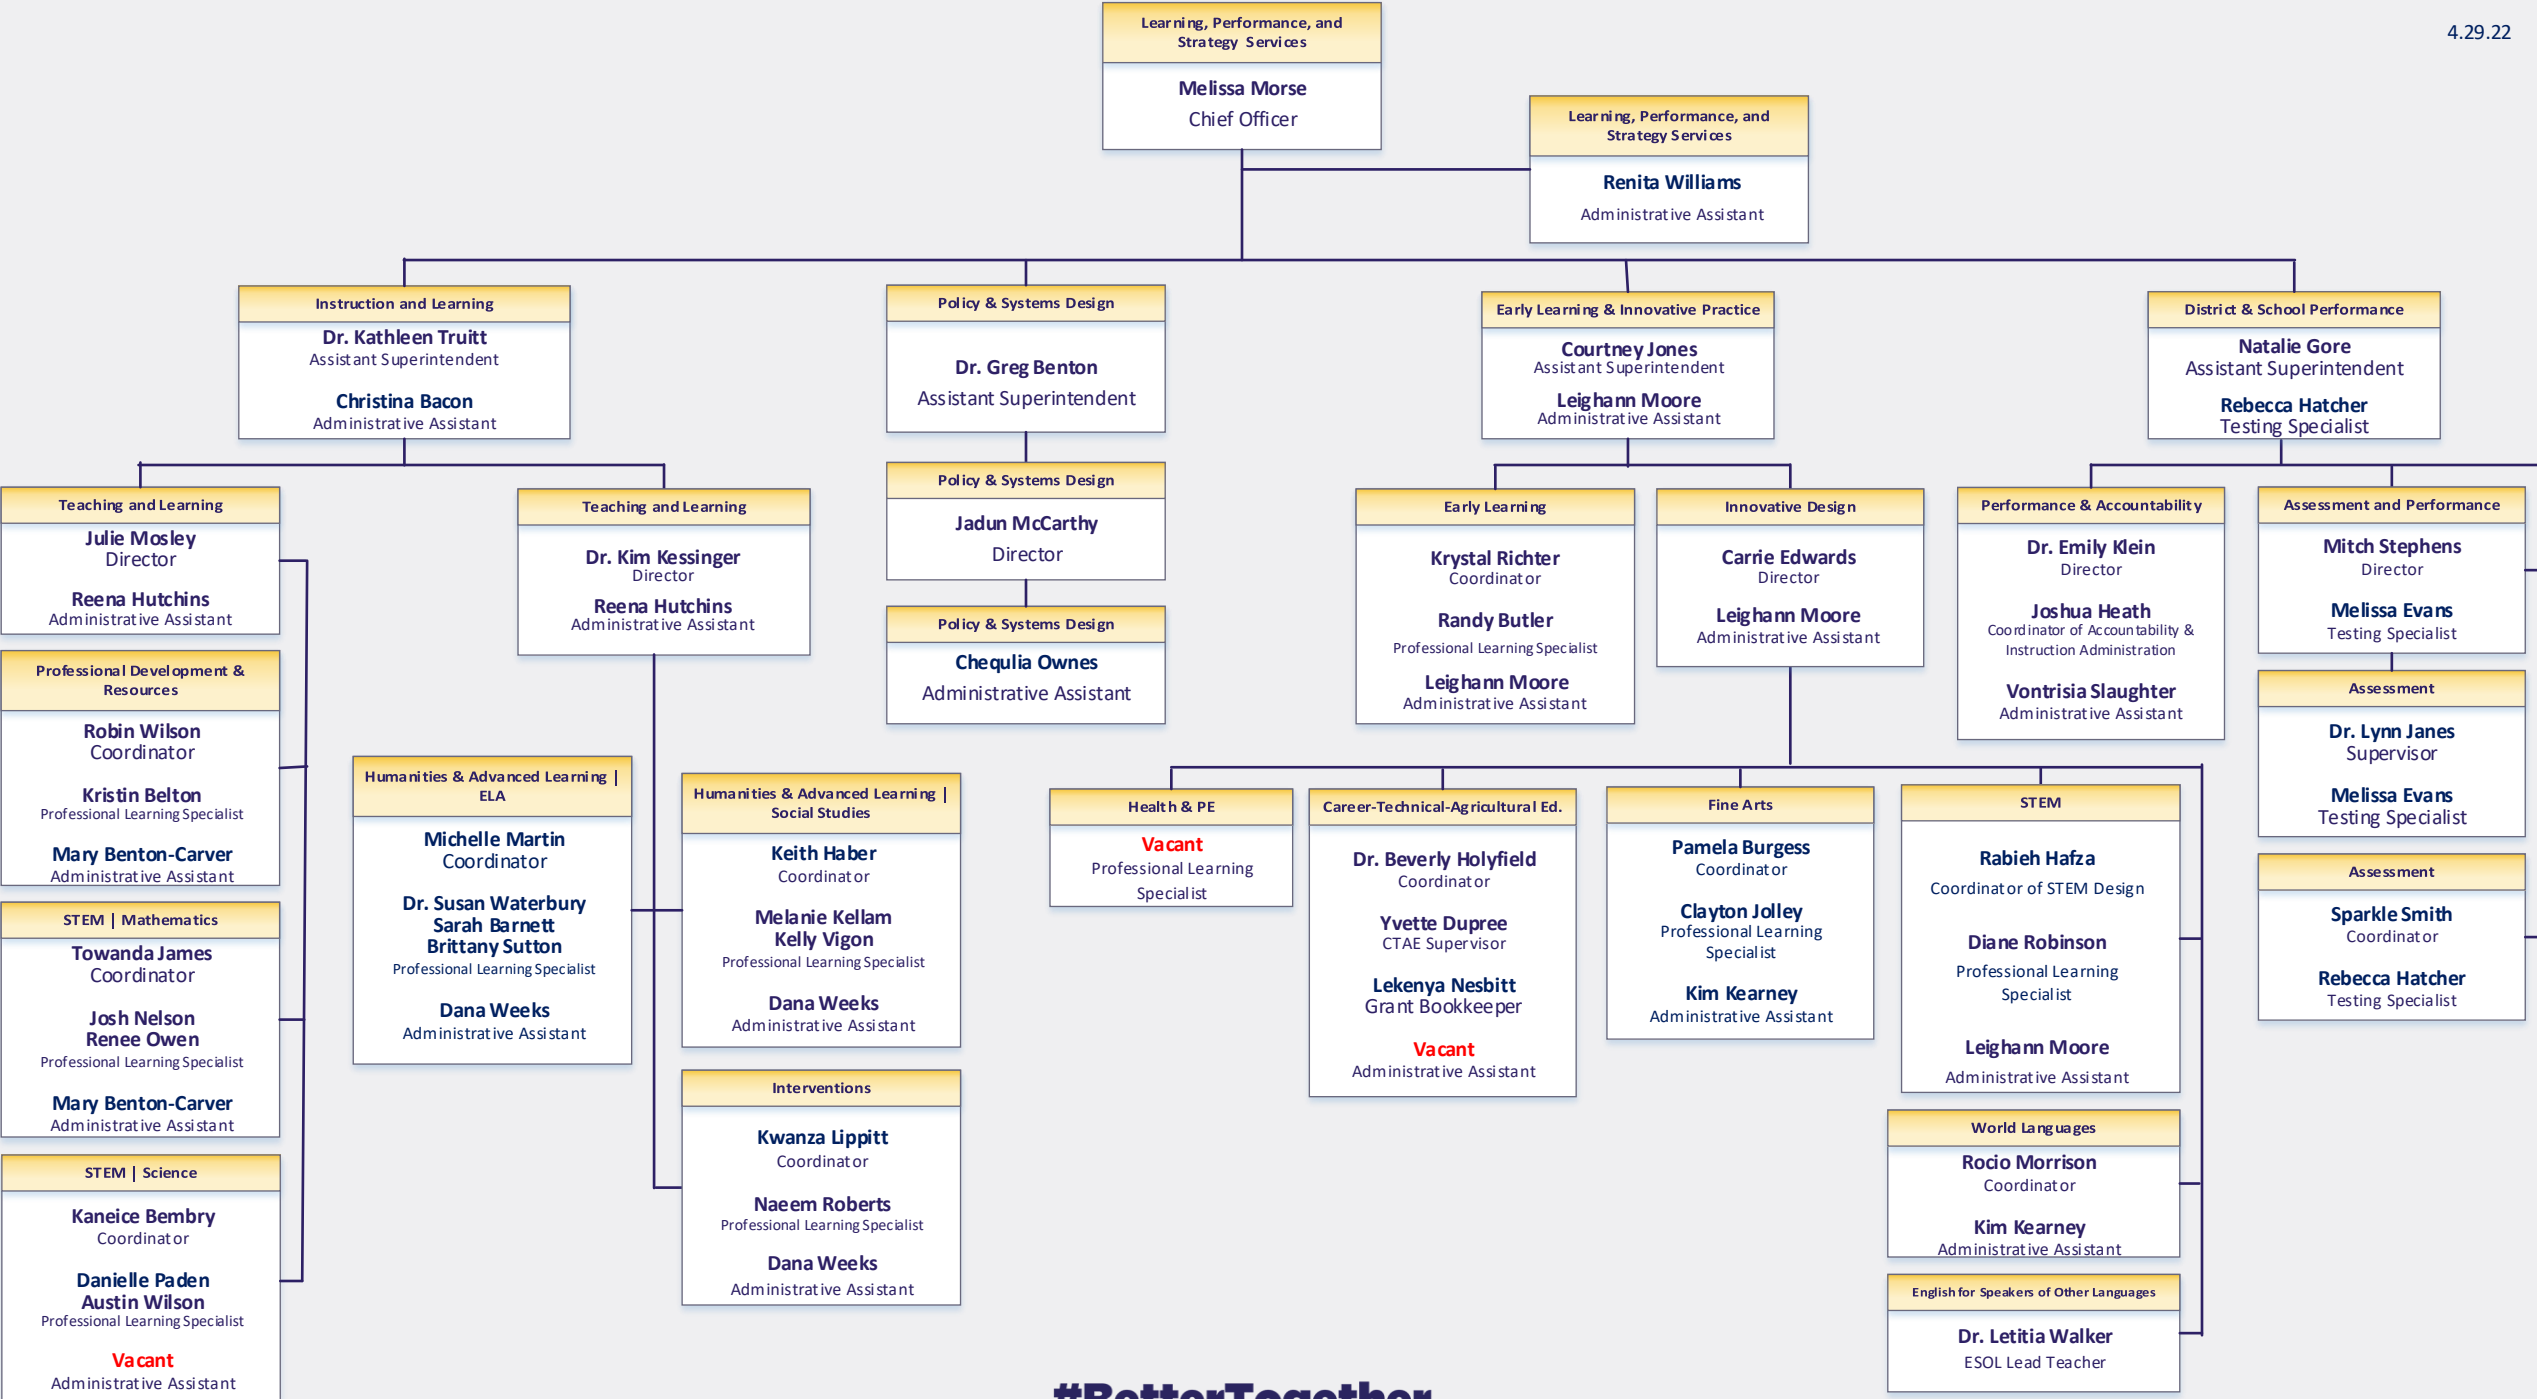 4.29.22
Learning, Performance, and
Strategy Services
Melissa Morse
Chief Officer
Learning, Performance, and
Strategy Services
Renita Williams
Administrative Assistant
Instruction and Learning
Dr. Kathleen Truitt
Assistant Superintendent
Christina Bacon
Administrative Assistant
Policy & Systems Design
Dr. Greg Benton
Assistant Superintendent
Early Learning & Innovative Practice
Courtney Jones
Assistant Superintendent
Leighann Moore
Administrative Assistant
District & School Performance
Natalie Gore
Assistant Superintendent
Rebecca Hatcher
Testing Specialist
Teaching and Learning
Julie Mosley
Director
Reena Hutchins
Administrative Assistant
Teaching and Learning
Dr. Kim Kessinger
Director
Reena Hutchins
Administrative Assistant
Policy & Systems Design
Jadun McCarthy
Director
Policy & Systems Design
Chequlia Ownes
Administrative Assistant
Early Learning
Krystal Richter
Coordinator
Randy Butler
Professional Learning Specialist
Leighann Moore
Administrative Assistant
Innovative Design
Carrie Edwards
Director
Leighann Moore
Administrative Assistant
Performance & Accountability
Dr. Emily Klein
Director
Joshua Heath
Coordinator of Accountability &
Instruction Administration
Vontrisia Slaughter
Administrative Assistant
Assessment and Performance
Mitch Stephens
Director
Melissa Evans
Testing Specialist
Assessment
Dr. Lynn Janes
Supervisor
Melissa Evans
Testing Specialist
Assessment
Sparkle Smith
Coordinator
Rebecca Hatcher
Testing Specialist
Professional Development &
Resources
Robin Wilson
Coordinator
Kristin Belton
Professional Learning Specialist
Mary Benton-Carver
Administrative Assistant
STEM | Mathematics
Towanda James
Coordinator
Josh Nelson
Renee Owen
Professional Learning Specialist
Mary Benton-Carver
Administrative Assistant
STEM | Science
Kaneice Bembry
Coordinator
Danielle Paden
Austin Wilson
Professional Learning Specialist
Vacant
Administrative Assistant
Humanities & Advanced Learning |
ELA
Michelle Martin
Coordinator
Dr. Susan Waterbury
Sarah Barnett
Brittany Sutton
Professional Learning Specialist
Dana Weeks
Administrative Assistant
Humanities & Advanced Learning |
Social Studies
Keith Haber
Coordinator
Melanie Kellam
Kelly Vigon
Professional Learning Specialist
Dana Weeks
Administrative Assistant
Interventions
Kwanza Lippitt
Coordinator
Naeem Roberts
Professional Learning Specialist
Dana Weeks
Administrative Assistant
Health & PE
Vacant
Professional Learning
Specialist
Career-Technical-Agricultural Ed.
Dr. Beverly Holyfield
Coordinator
Yvette Dupree
CTAE Supervisor
Lekenya Nesbitt
Grant Bookkeeper
Vacant
Administrative Assistant
Fine Arts
Pamela Burgess
Coordinator
Clayton Jolley
Professional Learning
Specialist
Kim Kearney
Administrative Assistant
STEM
Rabieh Hafza
Coordinator of STEM Design
Diane Robinson
Professional Learning
Specialist
Leighann Moore
Administrative Assistant
World Languages
Rocio Morrison
Coordinator
Kim Kearney
Administrative Assistant
English for Speakers of Other Languages
Dr. Letitia Walker
ESOL Lead Teacher
#BetterTogether